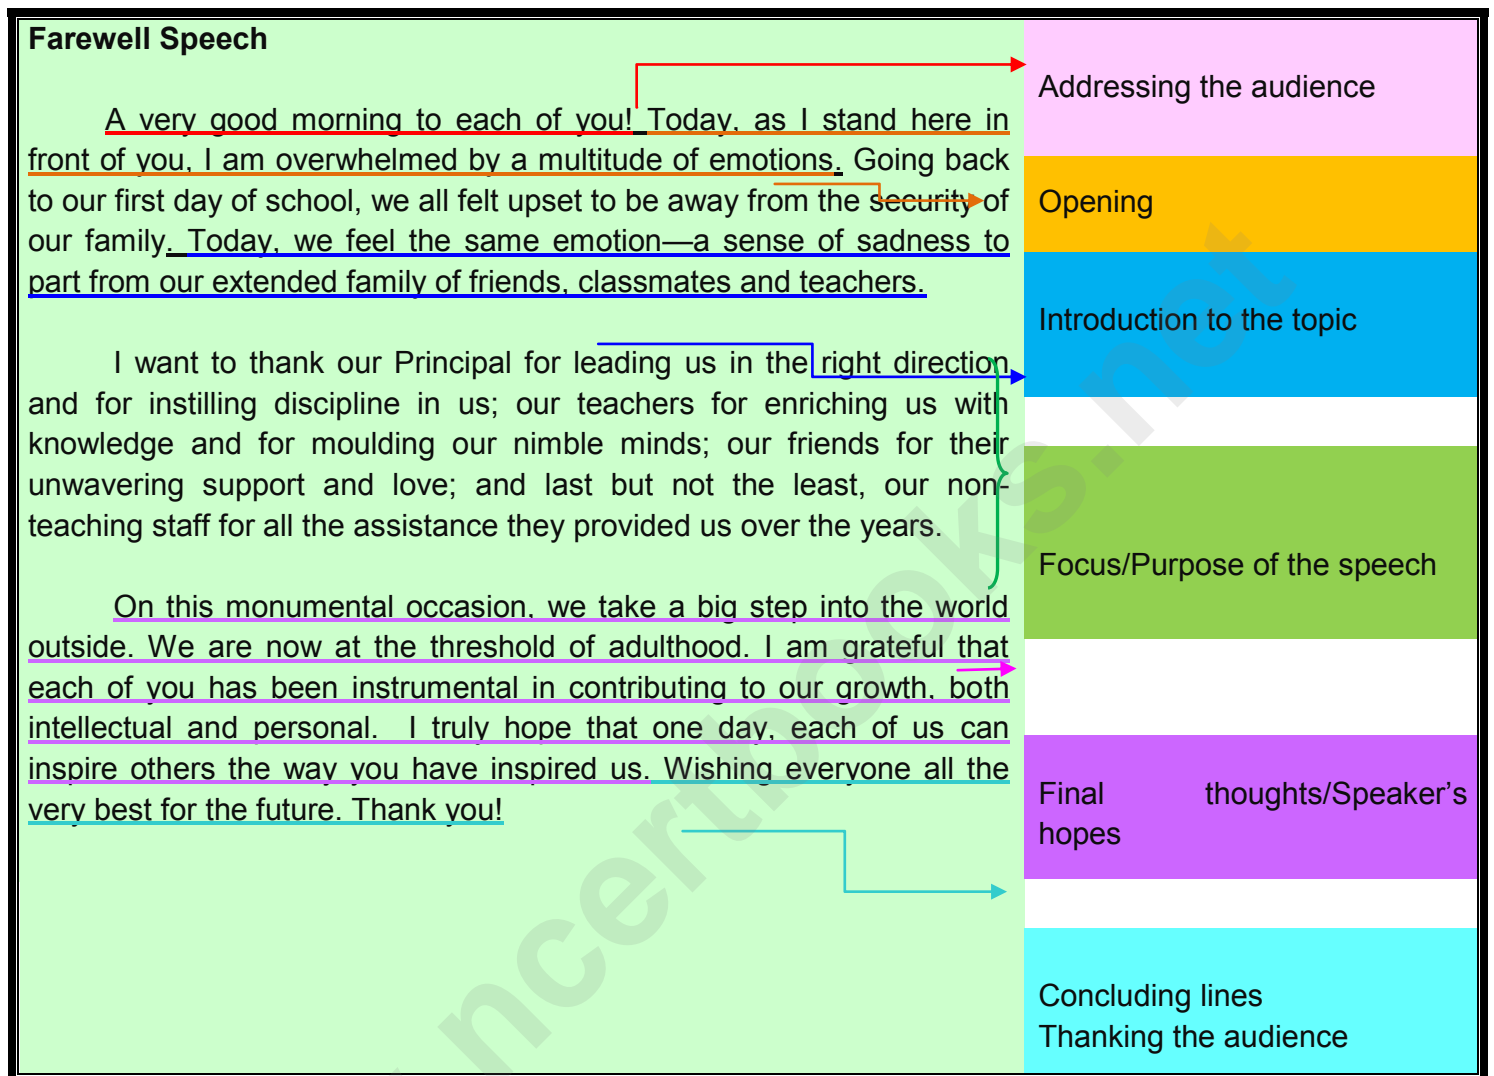 Farewell Speech
A very good morning to each of you! Today, as I stand here in
front of you, I am overwhelmed by a multitude of emotions. Going back
to our first day of school, we all felt upset to be away from the security of
our family. Today, we feel the same emotion—a sense of sadness to
part from our extended family of friends, classmates and teachers.
I want to thank our Principal for leading us in the right direction
and for instilling discipline in us; our teachers for enriching us with
knowledge and for moulding our nimble minds; our friends for their
unwavering support and love; and last but not the least, our non-
teaching staff for all the assistance they provided us over the years.
On this monumental occasion, we take a big step into the world
outside. We are now at the threshold of adulthood. I am grateful that
each of you has been instrumental in contributing to our growth, both
intellectual and personal. I truly hope that one day, each of us can
inspire others the way you have inspired us. Wishing everyone all the
very best for the future. Thank you!
Addressing the audience
Opening
Introduction to the topic
Focus/Purpose of the speech
Final thoughts/Speaker's
hopes
Concluding lines
Thanking the audience
ncertbooks.net